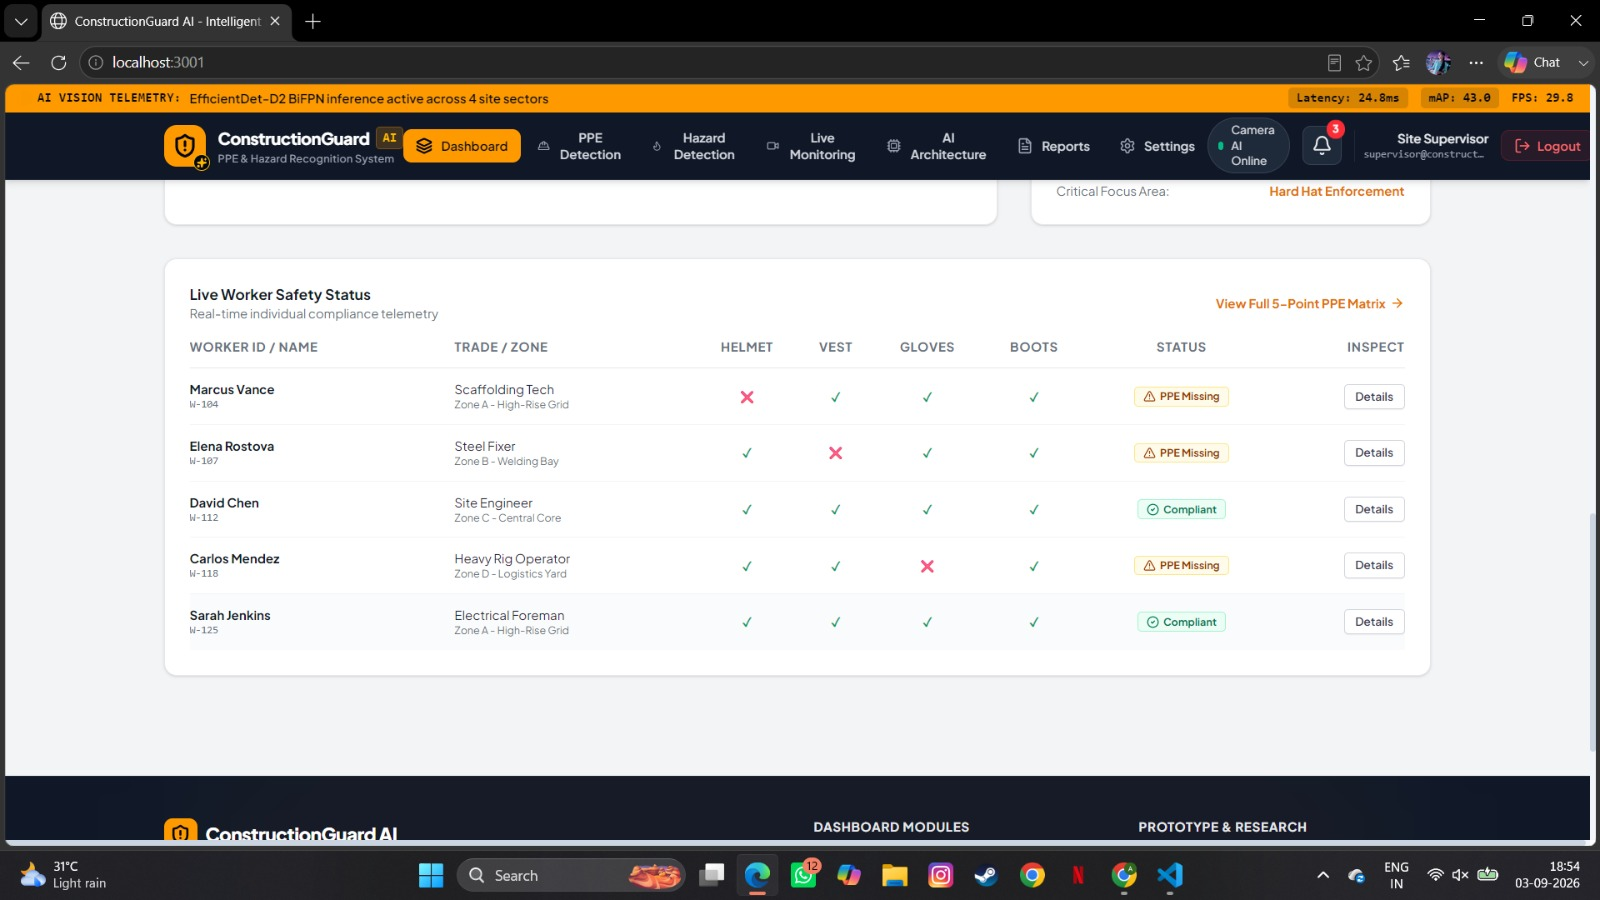 ConstructionGuard AI - Intelligent
localhost:3001
Chat
AI VISION TELEMETRY: EfficientDet-D2 BiFPN inference active across 4 site sectors
Latency: 24.8ms mAP: 43.0 FPS: 29.8
ConstructionGuard AI
PPE & Hazard Recognition System
Dashboard
PPE
Detection
Hazard
Detection
Live
Monitoring
AI
Architecture
Reports
Settings
Camera
AI
Online
3
Site Supervisor
supervisor@construct...
Logout
Critical Focus Area: Hard Hat Enforcement
Live Worker Safety Status
Real-time individual compliance telemetry
View Full 5-Point PPE Matrix →
WORKER ID / NAME TRADE / ZONE HELMET VEST GLOVES BOOTS STATUS INSPECT
Marcus Vance Scaffolding Tech ❌ ✓ ✓ ✓ PPE Missing Details
W-104 Zone A - High-Rise Grid
Elena Rostova Steel Fixer ✓ ❌ ✓ ✓ PPE Missing Details
W-107 Zone B - Welding Bay
David Chen Site Engineer ✓ ✓ ✓ ✓ Compliant Details
W-112 Zone C - Central Core
Carlos Mendez Heavy Rig Operator ✓ ✓ ❌ ✓ PPE Missing Details
W-118 Zone D - Logistics Yard
Sarah Jenkins Electrical Foreman ✓ ✓ ✓ ✓ Compliant Details
W-125 Zone A - High-Rise Grid
ConstructionGuard AI
DASHBOARD MODULES
PROTOTYPE & RESEARCH
31°C
Light rain
Search
12
ENG
IN
18:54
03-09-2026